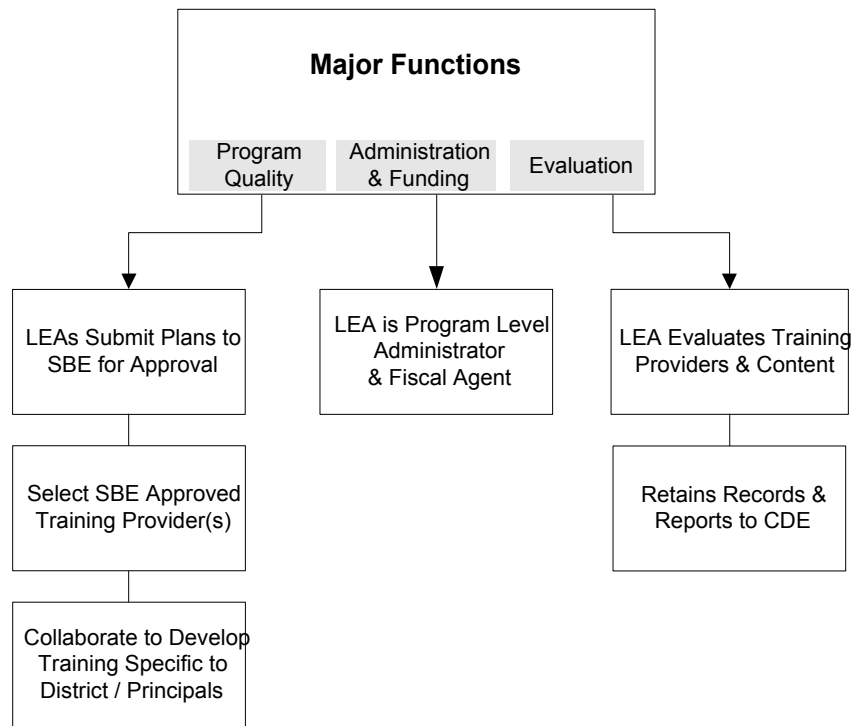 Major Functions
Program
Quality
Administration
& Funding
Evaluation
LEAs Submit Plans to
SBE for Approval
LEA is Program Level
Administrator
& Fiscal Agent
LEA Evaluates Training
Providers & Content
Select SBE Approved
Training Provider(s)
Retains Records &
Reports to CDE
Collaborate to Develop
Training Specific to
District / Principals